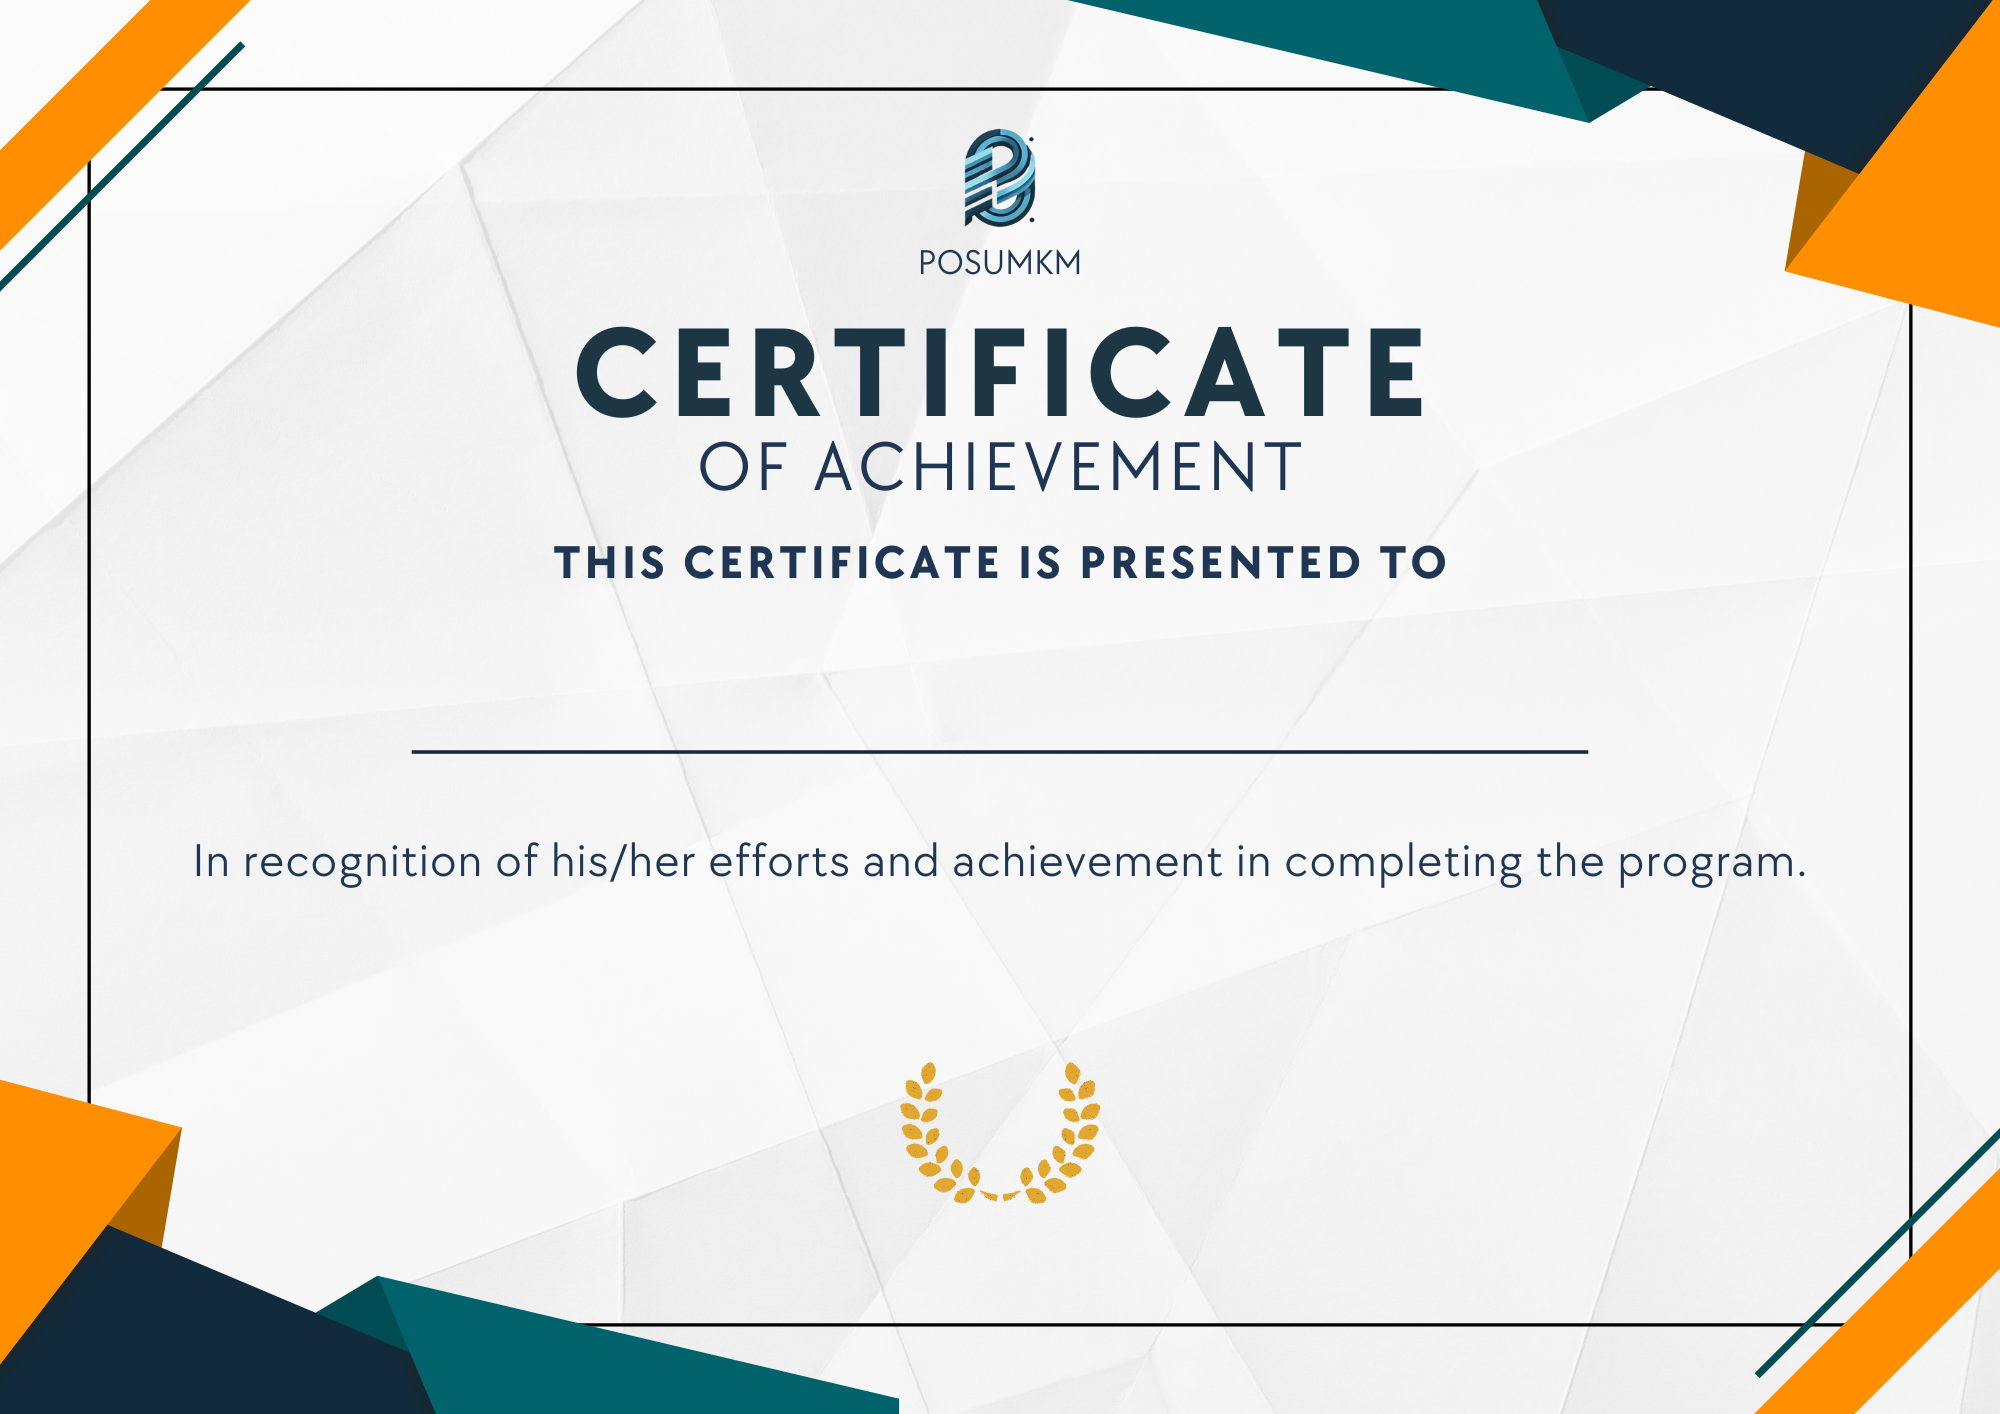 POSUMKM
CERTIFICATE
OF ACHIEVEMENT
THIS CERTIFICATE IS PRESENTED TO
In recognition of his/her efforts and achievement in completing the program.